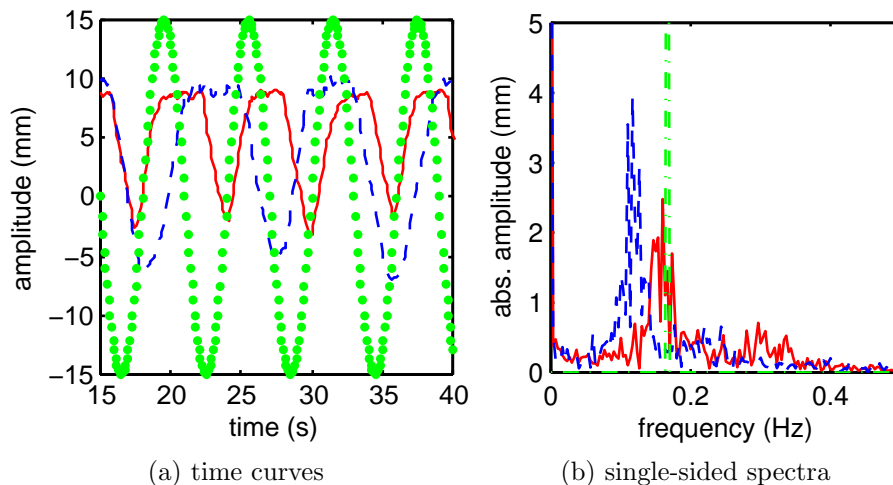 15
10
5
0
−5
−10
−15
15 20 25 30 35 40
amplitude (mm)
time (s)
(a) time curves
5
4
3
2
1
0
0 0.2 0.4
abs. amplitude (mm)
frequency (Hz)
(b) single-sided spectra